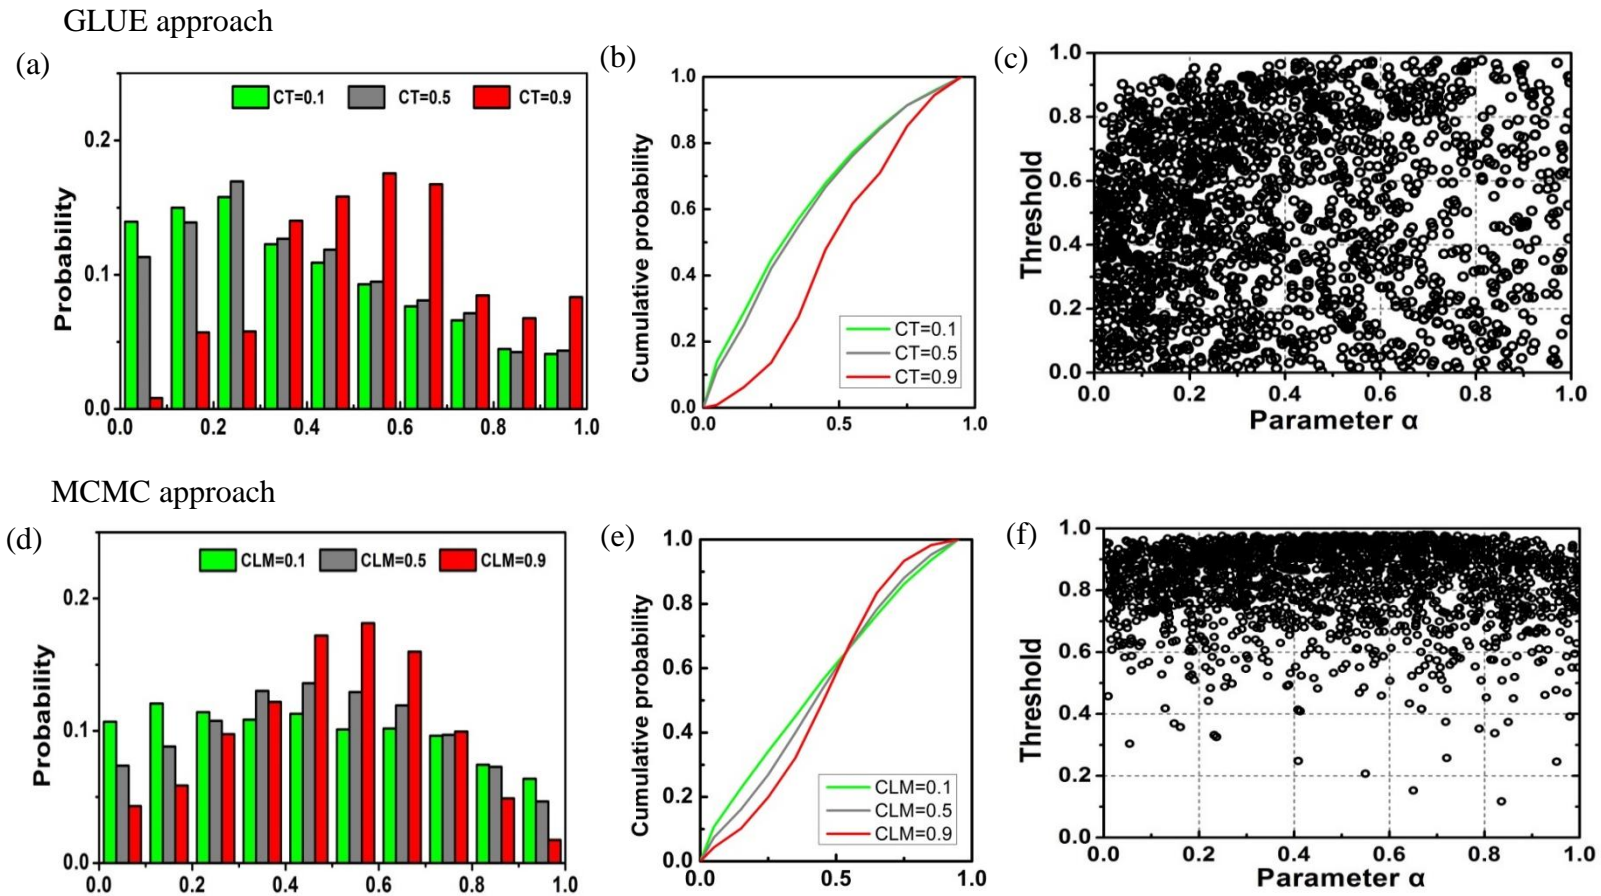 GLUE approach
(a)
CT=0.1 CT=0.5 CT=0.9
Probability
0.2
0.1
0.0
0.0 0.2 0.4 0.6 0.8 1.0
(b)
Cumulative probability
1.0
0.8
0.6
0.4
0.2
0.0
CT=0.1
CT=0.5
CT=0.9
0.0 0.5 1.0
(c)
Threshold
1.0
0.8
0.6
0.4
0.2
0.0
0.0 0.2 0.4 0.6 0.8 1.0
Parameter α
MCMC approach
(d)
CLM=0.1 CLM=0.5 CLM=0.9
Probability
0.2
0.1
0.0
0.0 0.2 0.4 0.6 0.8 1.0
(e)
Cumulative probability
1.0
0.8
0.6
0.4
0.2
0.0
CLM=0.1
CLM=0.5
CLM=0.9
0.0 0.5 1.0
(f)
Threshold
1.0
0.8
0.6
0.4
0.2
0.0
0.0 0.2 0.4 0.6 0.8 1.0
Parameter α